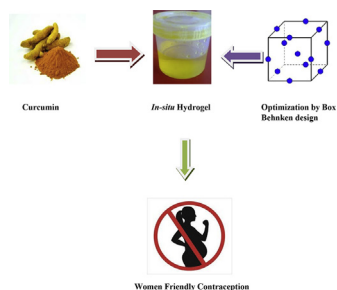 Curcumin
In-situ Hydrogel
Optimization by Box
Behnken design
Women Friendly Contraception